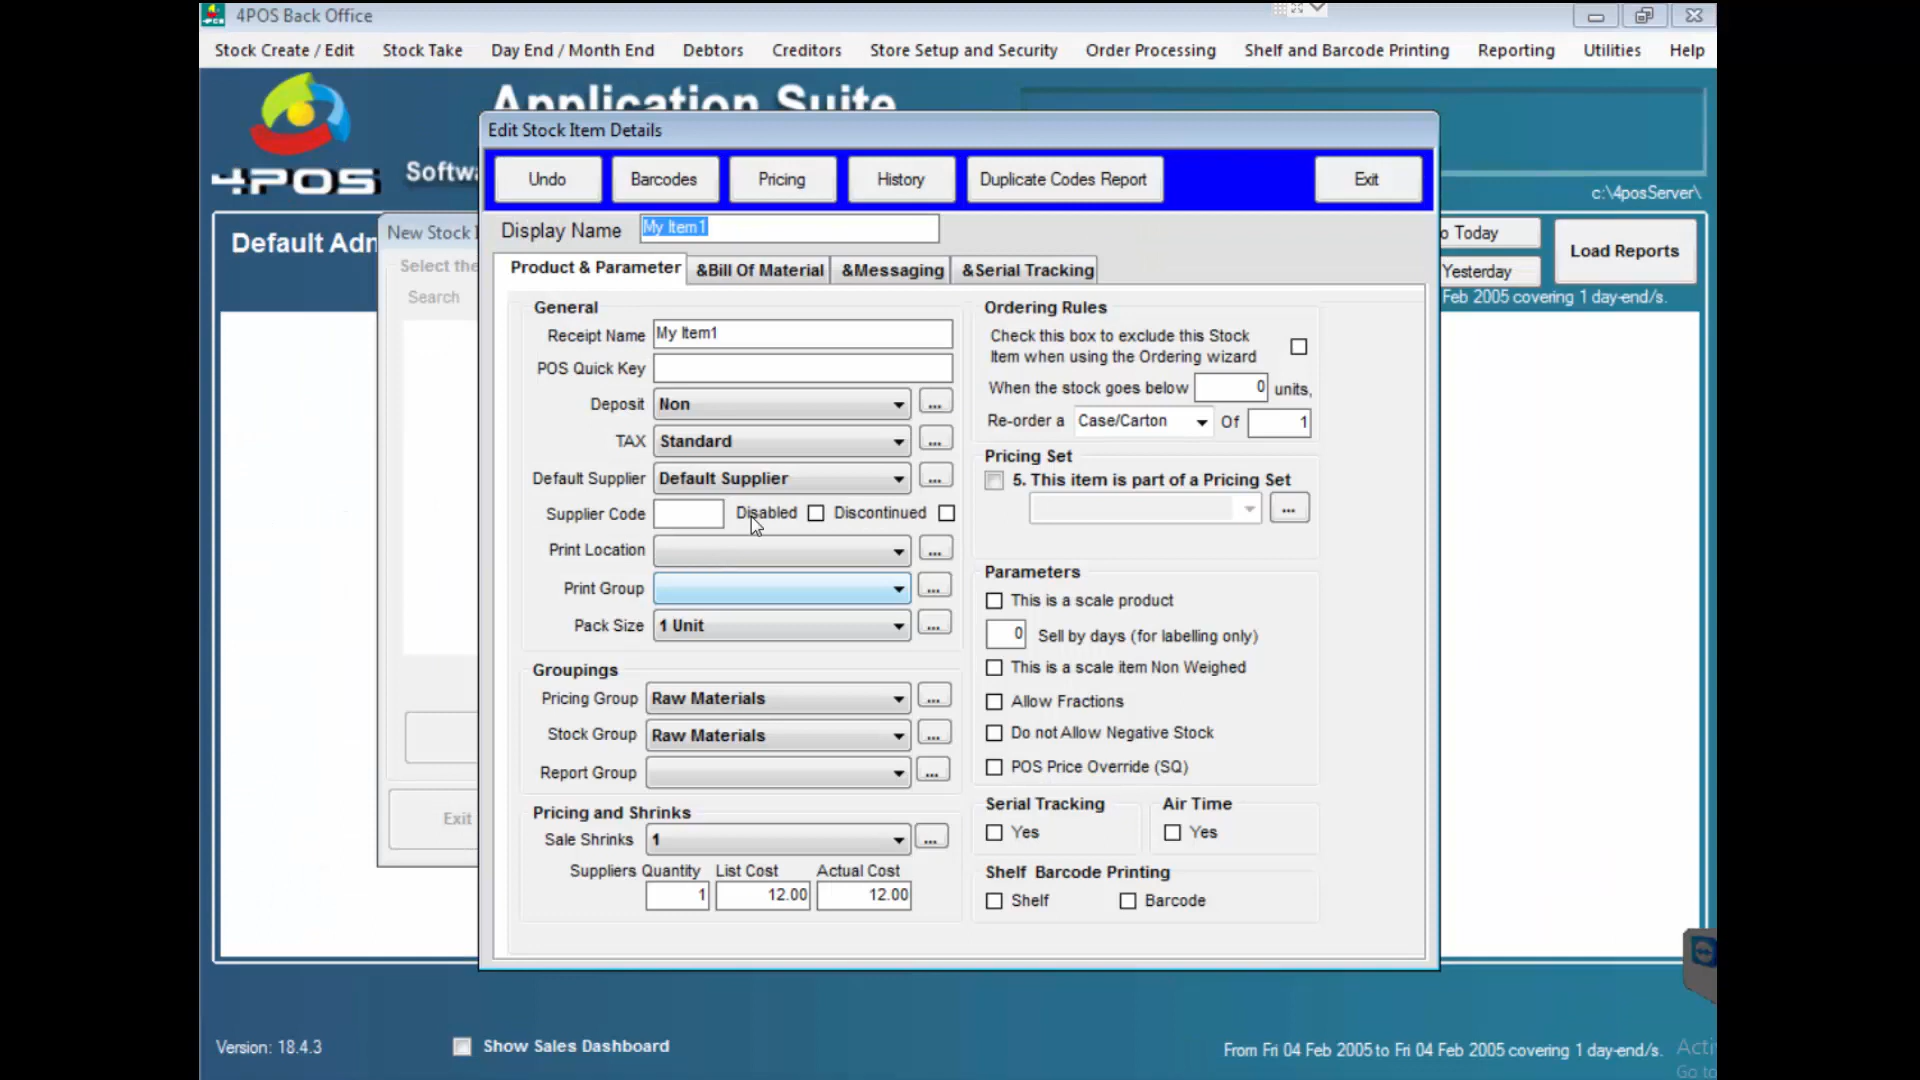 4POS Back Office
Stock Create / Edit Stock Take Day End / Month End Debtors Creditors Store Setup and Security Order Processing Shelf and Barcode Printing Reporting Utilities Help
Application Suite
4POS
c:\4posServer\
Default
New Stock
Select the
Search
Exit
Today
Yesterday
Load Reports
Feb 2005 covering 1 day-end/s.
Edit Stock Item Details
Undo Barcodes Pricing History Duplicate Codes Report Exit
Display Name My Item1
Product & Parameter &Bill Of Material &Messaging &Serial Tracking
General
Receipt Name My Item1
POS Quick Key
Deposit Non ...
TAX Standard ...
Default Supplier Default Supplier ...
Supplier Code Disabled Discontinued
Print Location ...
Print Group ...
Pack Size 1 Unit ...
Groupings
Pricing Group Raw Materials ...
Stock Group Raw Materials ...
Report Group ...
Pricing and Shrinks
Sale Shrinks 1 ...
Suppliers Quantity List Cost Actual Cost
1 12.00 12.00
Ordering Rules
Check this box to exclude this Stock
Item when using the Ordering wizard
When the stock goes below 0 units,
Re-order a Case/Carton Of 1
Pricing Set
5. This item is part of a Pricing Set
...
Parameters
This is a scale product
0 Sell by days (for labelling only)
This is a scale item Non Weighed
Allow Fractions
Do not Allow Negative Stock
POS Price Override (SQ)
Serial Tracking Air Time
Yes Yes
Shelf Barcode Printing
Shelf Barcode
Version: 18.4.3
Show Sales Dashboard
From Fri 04 Feb 2005 to Fri 04 Feb 2005 covering 1 day-end/s.
Go to